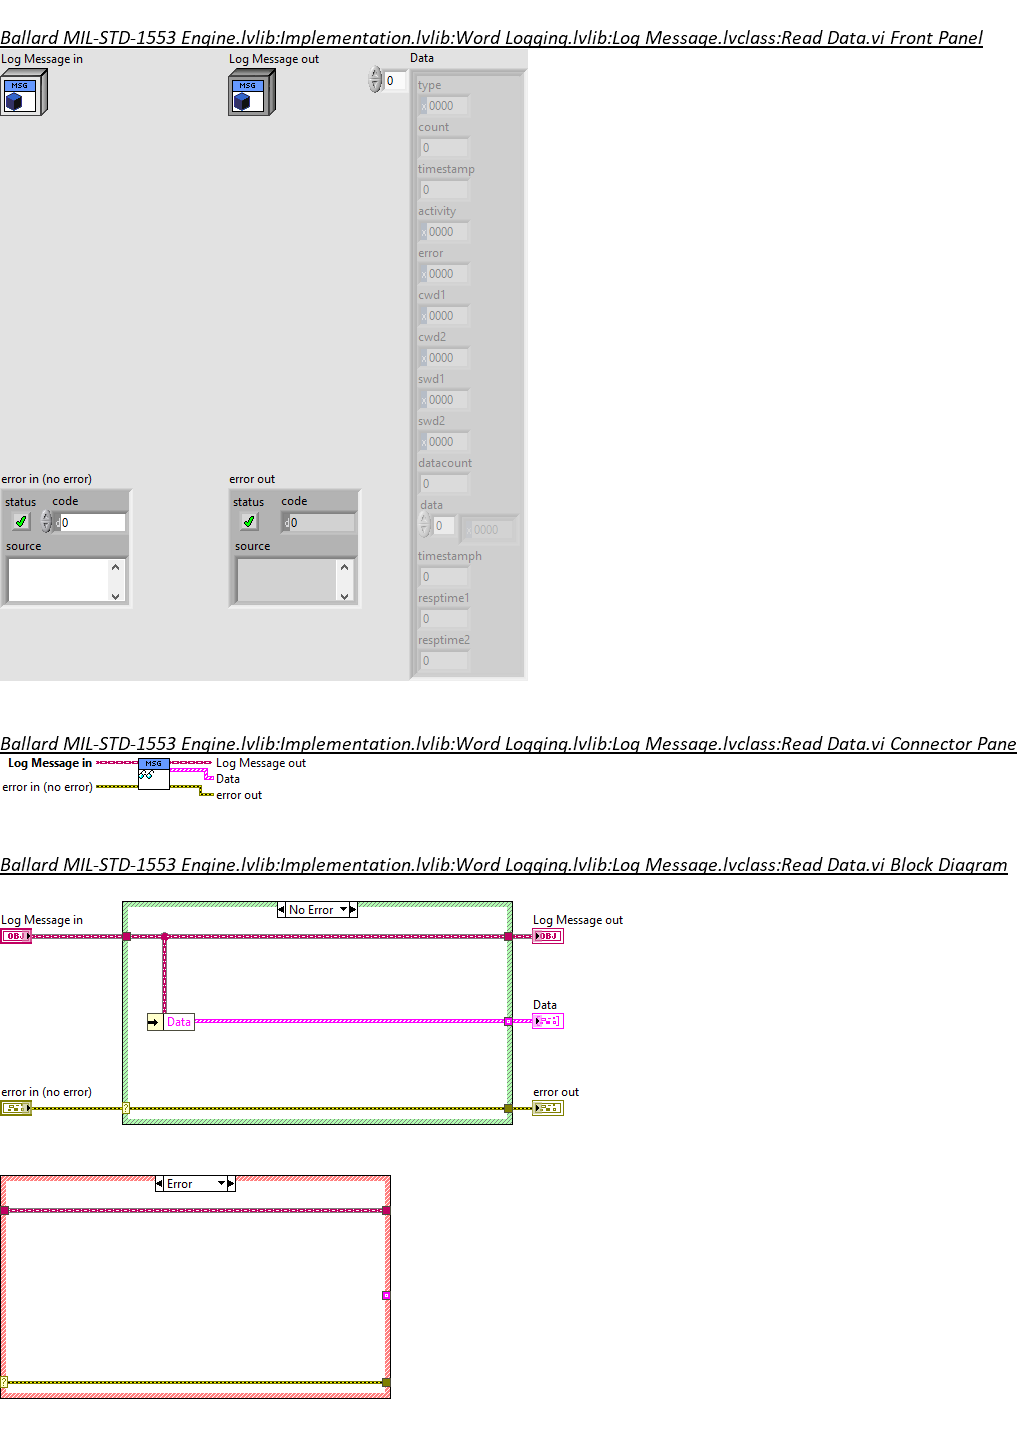 Ballard MIL-STD-1553 Engine.lvlib:Implementation.lvlib:Word Logging.lvlib:Log Message.lvclass:Read Data.vi Front Panel
Log Message in
Log Message out
Data
MSG
MSG
0
type
x 0000
count
0
timestamp
0
activity
x 0000
error
x 0000
cwd1
x 0000
cwd2
x 0000
swd1
x 0000
swd2
x 0000
datacount
0
data
0
x 0000
timestamph
0
resptime1
0
resptime2
0
error in (no error)
status code
d 0
source
error out
status code
d 0
source
Ballard MIL-STD-1553 Engine.lvlib:Implementation.lvlib:Word Logging.lvlib:Log Message.lvclass:Read Data.vi Connector Pane
Log Message in
MSG
Log Message out
Data
error in (no error)
error out
Ballard MIL-STD-1553 Engine.lvlib:Implementation.lvlib:Word Logging.lvlib:Log Message.lvclass:Read Data.vi Block Diagram
No Error
Log Message in
OBJ
Log Message out
OBJ
Data
Data
error in (no error)
?
error out
Error
?